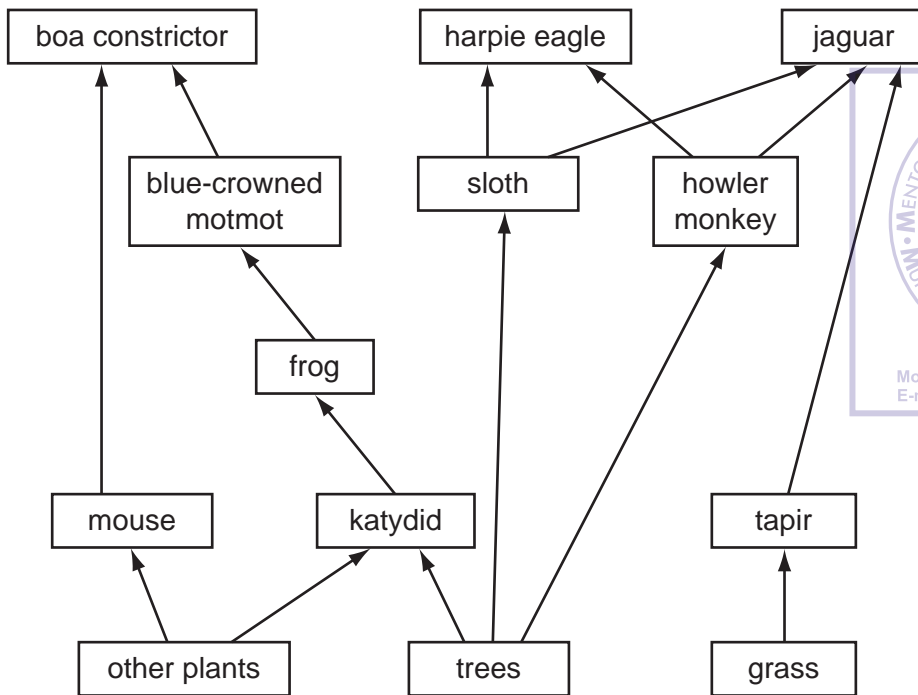 boa constrictor
harpie eagle
jaguar
blue-crowned
motmot
sloth
howler
monkey
frog
mouse
katydid
tapir
other plants
trees
grass